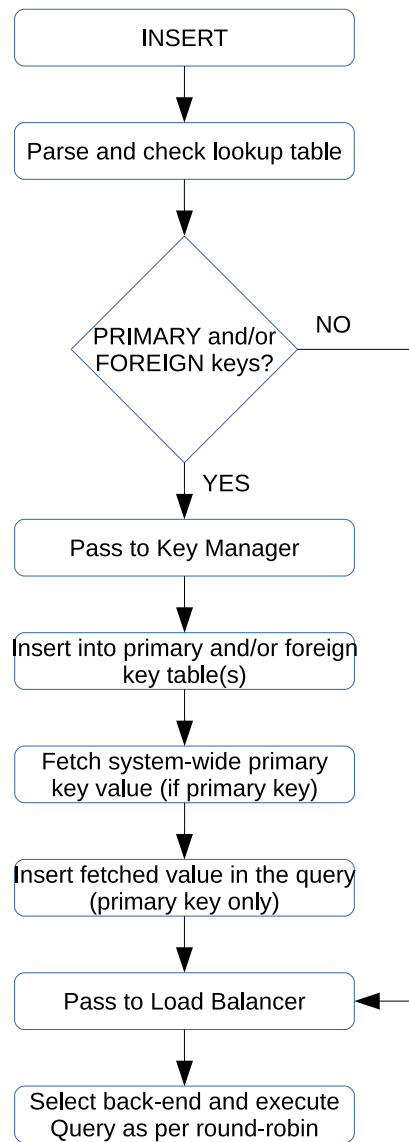 INSERT
Parse and check lookup table
PRIMARY and/or
FOREIGN keys?
NO
YES
Pass to Key Manager
Insert into primary and/or foreign
key table(s)
Fetch system-wide primary
key value (if primary key)
Insert fetched value in the query
(primary key only)
Pass to Load Balancer
Select back-end and execute
Query as per round-robin